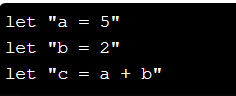 let "a = 5"
let "b = 2"
let "c = a + b"